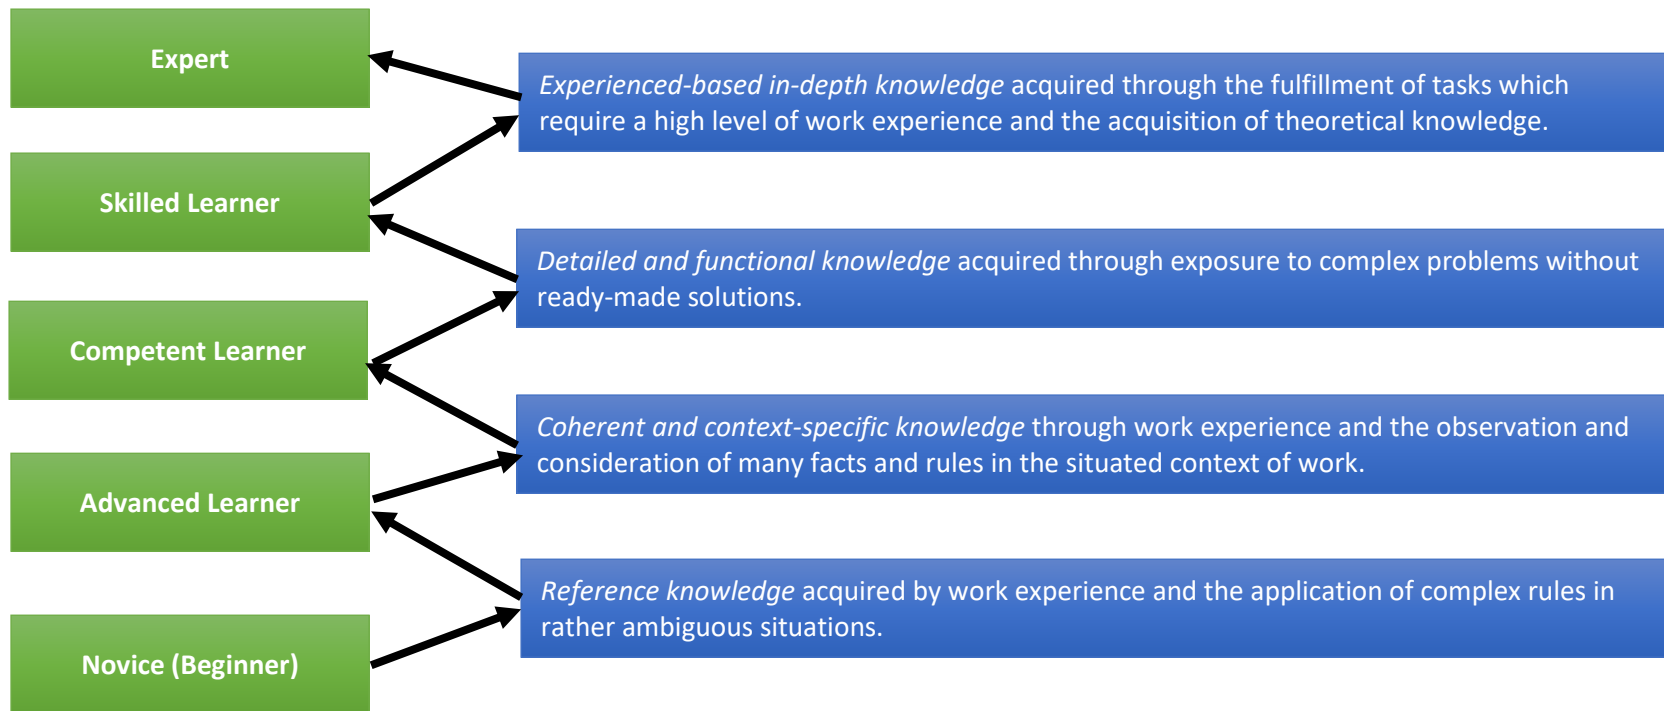 Expert
Experienced-based in-depth knowledge acquired through the fulfillment of tasks which
require a high level of work experience and the acquisition of theoretical knowledge.
Skilled Learner
Detailed and functional knowledge acquired through exposure to complex problems without
ready-made solutions.
Competent Learner
Coherent and context-specific knowledge through work experience and the observation and
consideration of many facts and rules in the situated context of work.
Advanced Learner
Reference knowledge acquired by work experience and the application of complex rules in
rather ambiguous situations.
Novice (Beginner)